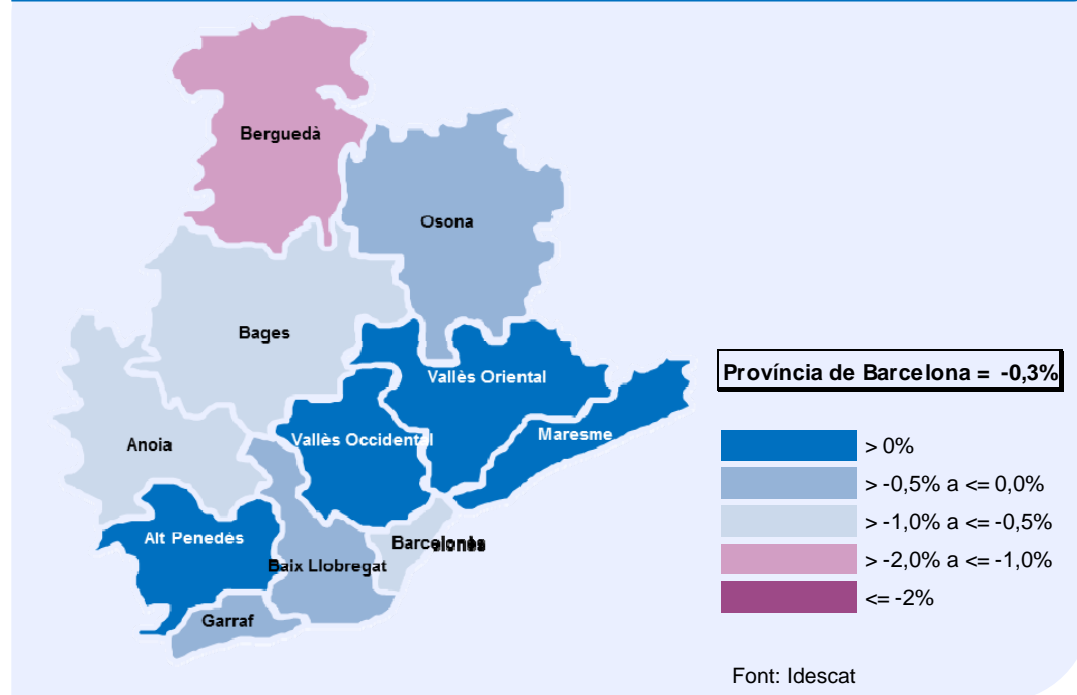 Berguedà
Osona
Bages
Vallès Oriental
Vallès Occidental
Maresme
Anoia
Alt Penedès
Barcelonès
Baix Llobregat
Garraf
Província de Barcelona = -0,3%
> 0%
> -0,5% a <= 0,0%
> -1,0% a <= -0,5%
> -2,0% a <= -1,0%
<= -2%
Font: Idescat